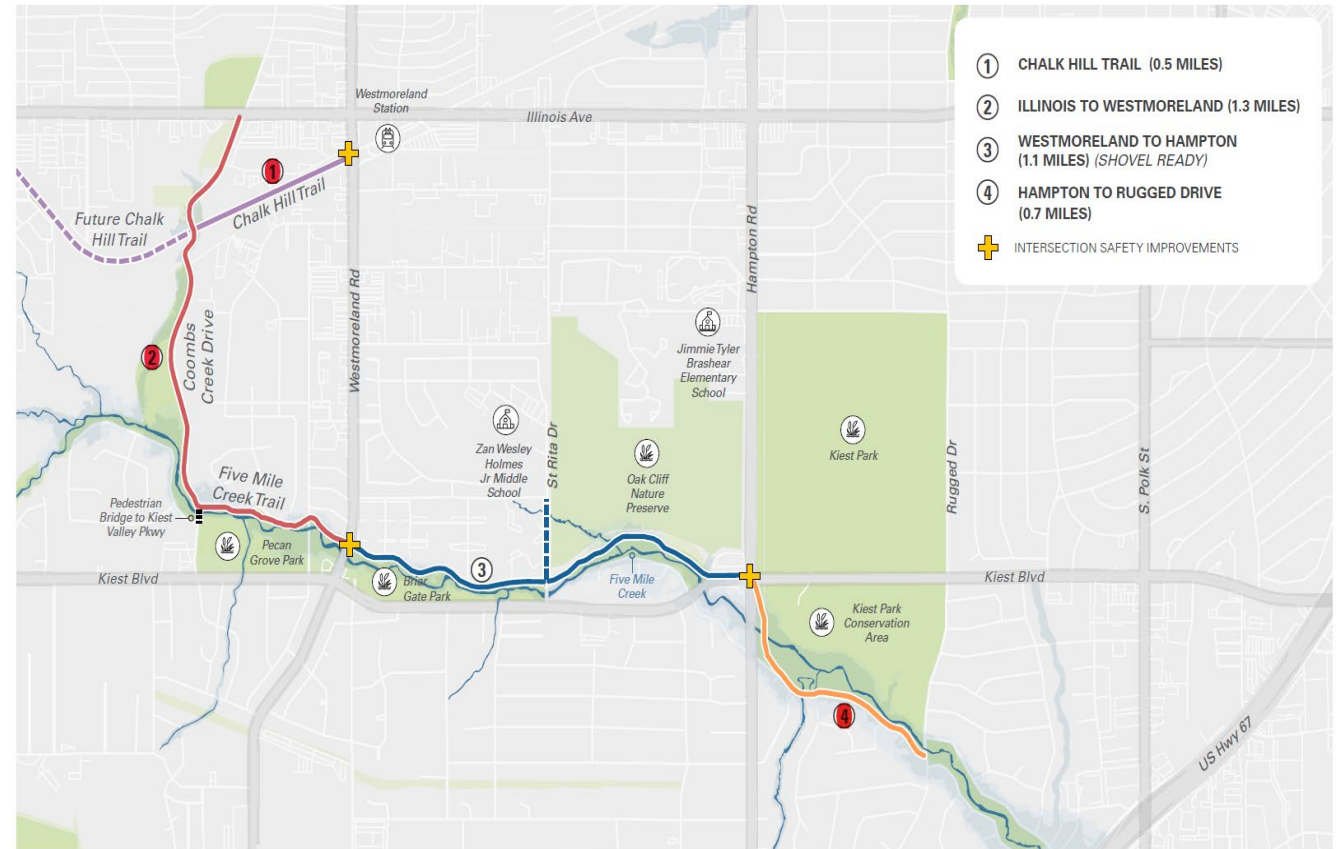 1 CHALK HILL TRAIL (0.5 MILES)
2 ILLINOIS TO WESTMORELAND (1.3 MILES)
3 WESTMORELAND TO HAMPTON
(1.1 MILES) (SHOVEL READY)
4 HAMPTON TO RUGGED DRIVE
(0.7 MILES)
INTERSECTION SAFETY IMPROVEMENTS
Westmoreland
Station
Illinois Ave
1
Chalk Hill Trail
Future Chalk
Hill Trail
Hampton Rd
Westmoreland Rd
Coombs
Creek Drive
2
Jimmie Tyler
Brashear
Elementary
School
Kiest Park
Zan Wesley
Holmes
Jr Middle
School
St Rita Dr
Oak Cliff
Nature
Preserve
Rugged Dr
S. Polk St
Five Mile
Creek Trail
Pedestrian
Bridge to Kiest
Valley Pkwy
Pecan
Grove Park
Kiest Blvd
3
Briar
Gate Park
Five Mile
Creek
Kiest Blvd
Kiest Park
Conservation
Area
4
US Hwy 67